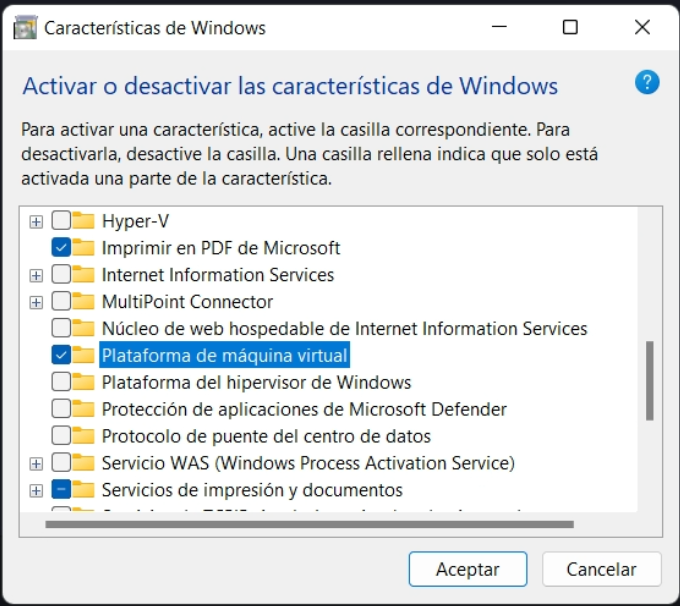 Características de Windows
Activar o desactivar las características de Windows
?
Para activar una característica, active la casilla correspondiente. Para
desactivarla, desactive la casilla. Una casilla rellena indica que solo está
activada una parte de la característica.
Hyper-V
Imprimir en PDF de Microsoft
Internet Information Services
MultiPoint Connector
Núcleo de web hospedable de Internet Information Services
Plataforma de máquina virtual
Plataforma del hipervisor de Windows
Protección de aplicaciones de Microsoft Defender
Protocolo de puente del centro de datos
Servicio WAS (Windows Process Activation Service)
Servicios de impresión y documentos
Aceptar
Cancelar